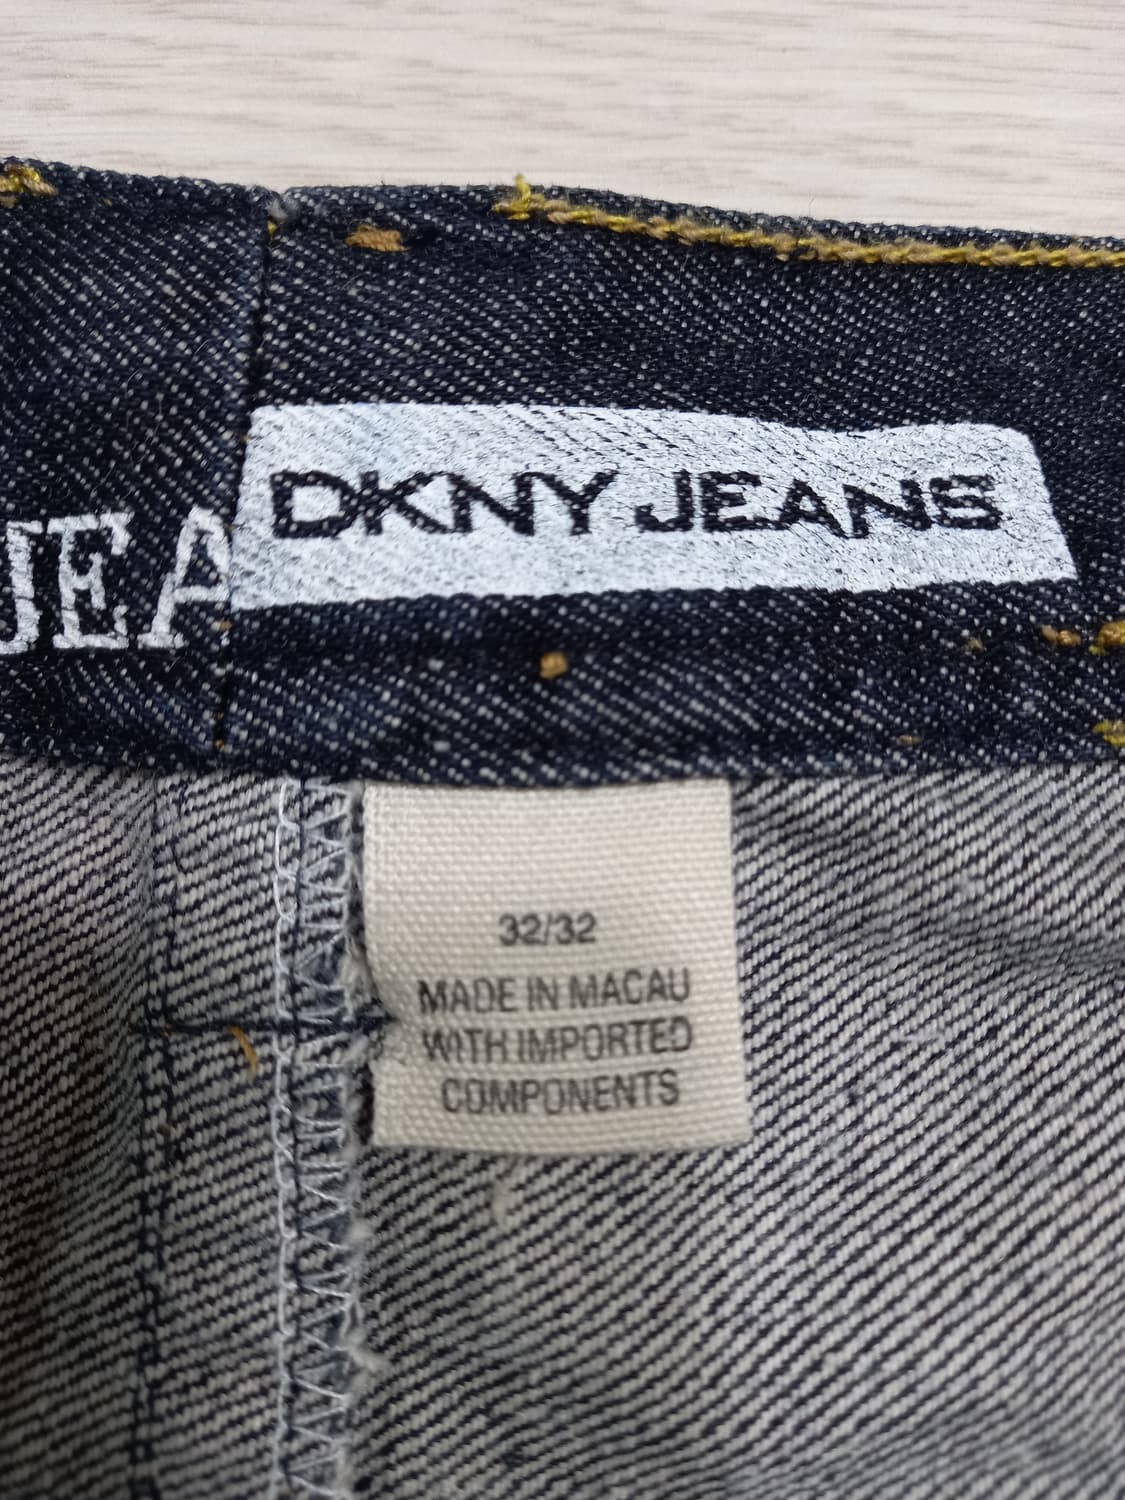 DKNY JEANS
JEA
32/32
MADE IN MACAU
WITH IMPORTED
COMPONENTS